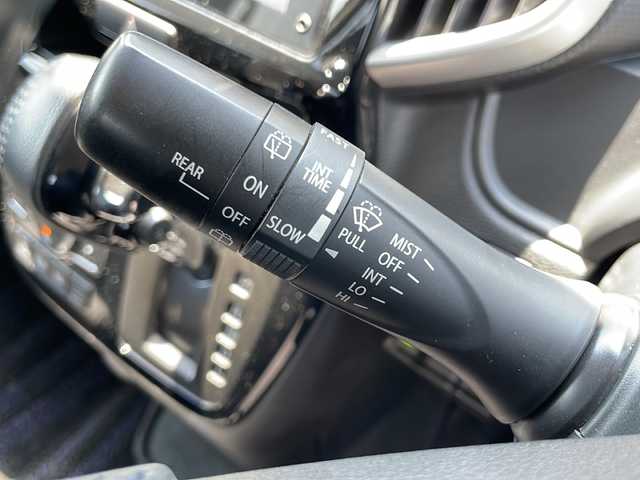 REAR
ON
OFF
FAST
INT
TIME
SLOW
PULL
MIST
OFF
INT
LO
HI